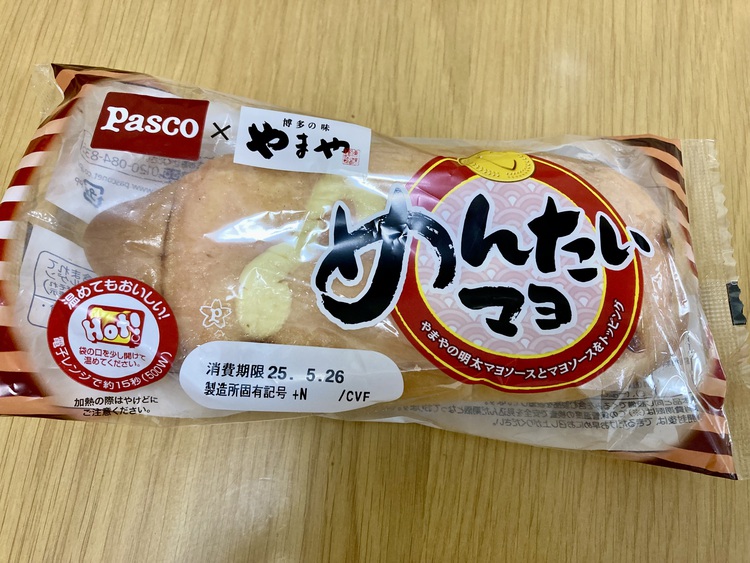 Pasco
×
博多の味
やまや
めんたい
マヨ
やまやの明太マヨソースとマヨソースをトッピング
温めてもおいしい!
Hot!
袋の口を少し開けて
温めてください。
電子レンジで約15秒(500W)
加熱の際はやけどに
ご注意ください。
消費期限 25. 5.26
製造所固有記号 +N /CVF